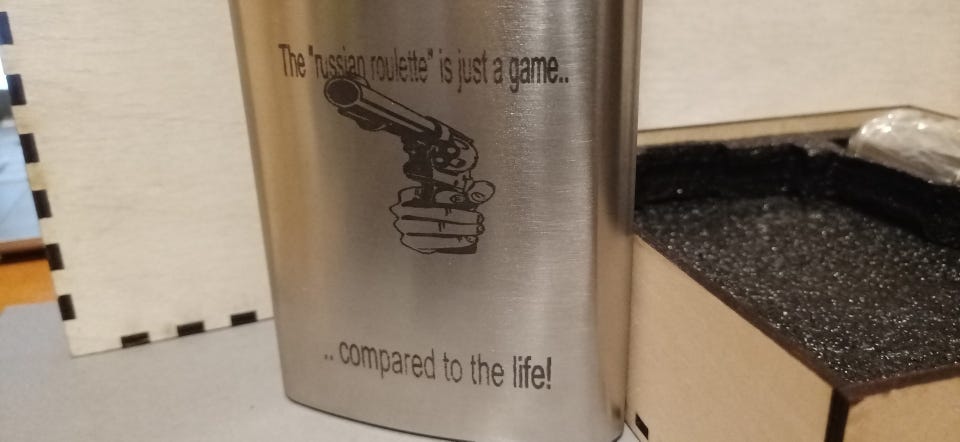 The "russian roulette" is just a game..
.. compared to the life!